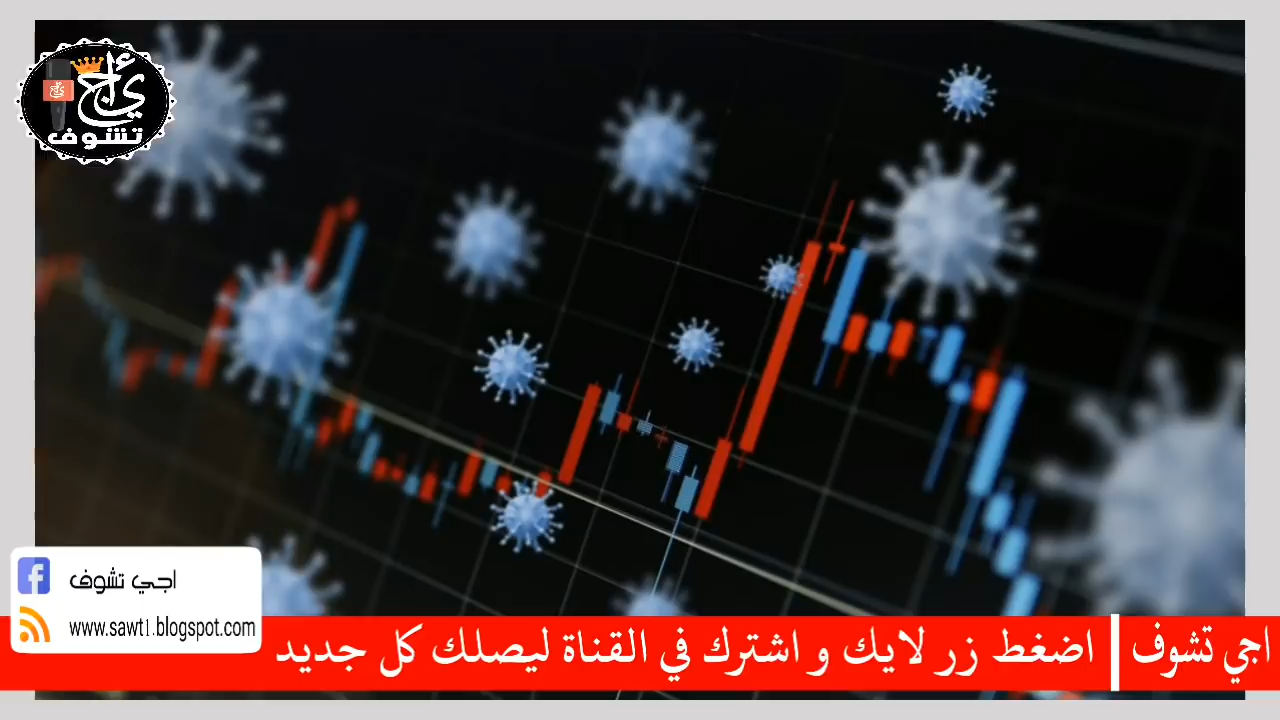 أجي
تشوف
اجي تشوف
www.sawt1.blogspot.com
اجي تشوف | اضغط زر لايك و اشترك في القناة ليصلك كل جديد